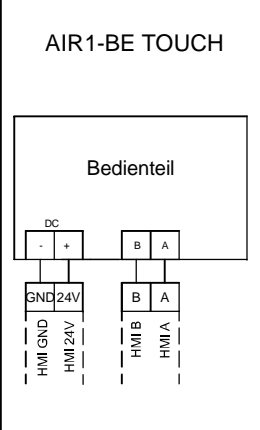 AIR1-BE TOUCH
Bedienteil
DC
- + B A
GND 24V B A
HMI GND
HMI 24V
HMI B
HMI A